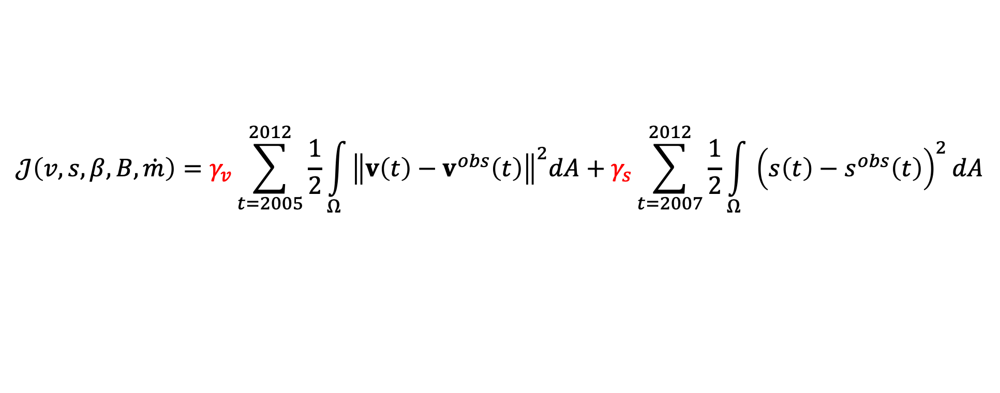 𝒥(v, s, β, B, ṁ) = γ_v ∑_{t=2005}^{2012} 1/2 ∫_Ω ‖𝐯(t) − 𝐯^{obs}(t)‖² dA + γ_s ∑_{t=2007}^{2012} 1/2 ∫_Ω (s(t) − s^{obs}(t))² dA